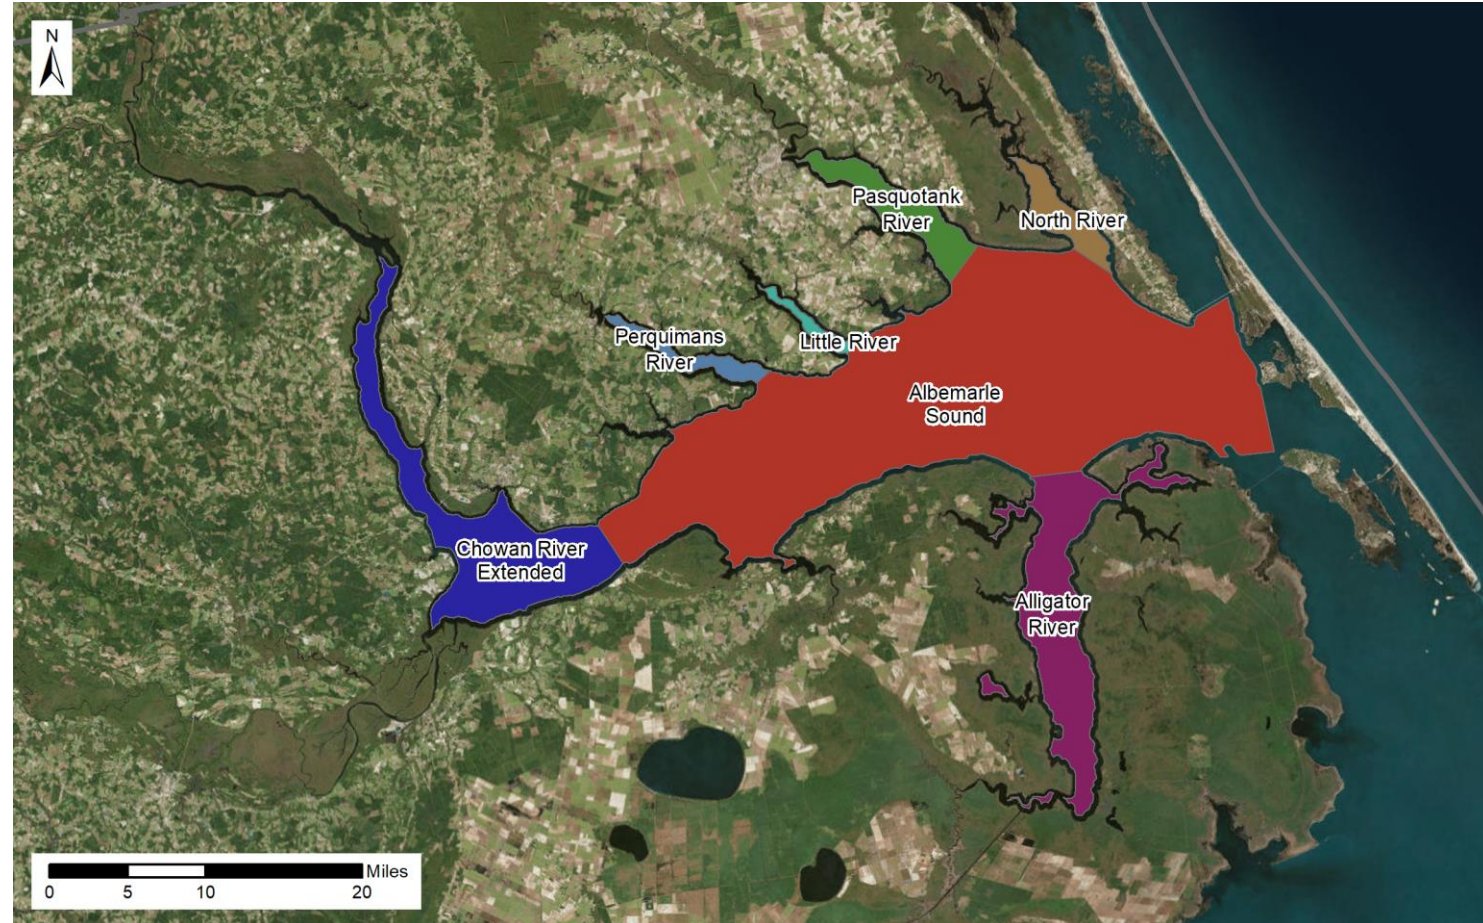 N
Pasquotank
River
North River
Perquimans
River
Little River
Albemarle
Sound
Chowan River
Extended
Alligator
River
Miles
0 5 10 20